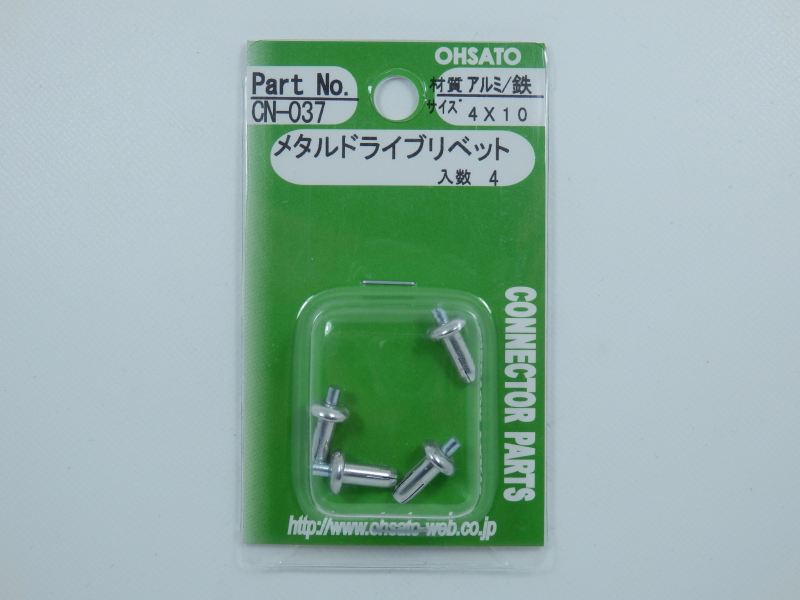 OHSATO
Part No.
CN-037
材質 アルミ/鉄
サイズ 4X10
メタルドライブリベット
入数 4
CONNECTOR PARTS
http://www.ohsato-web.co.jp